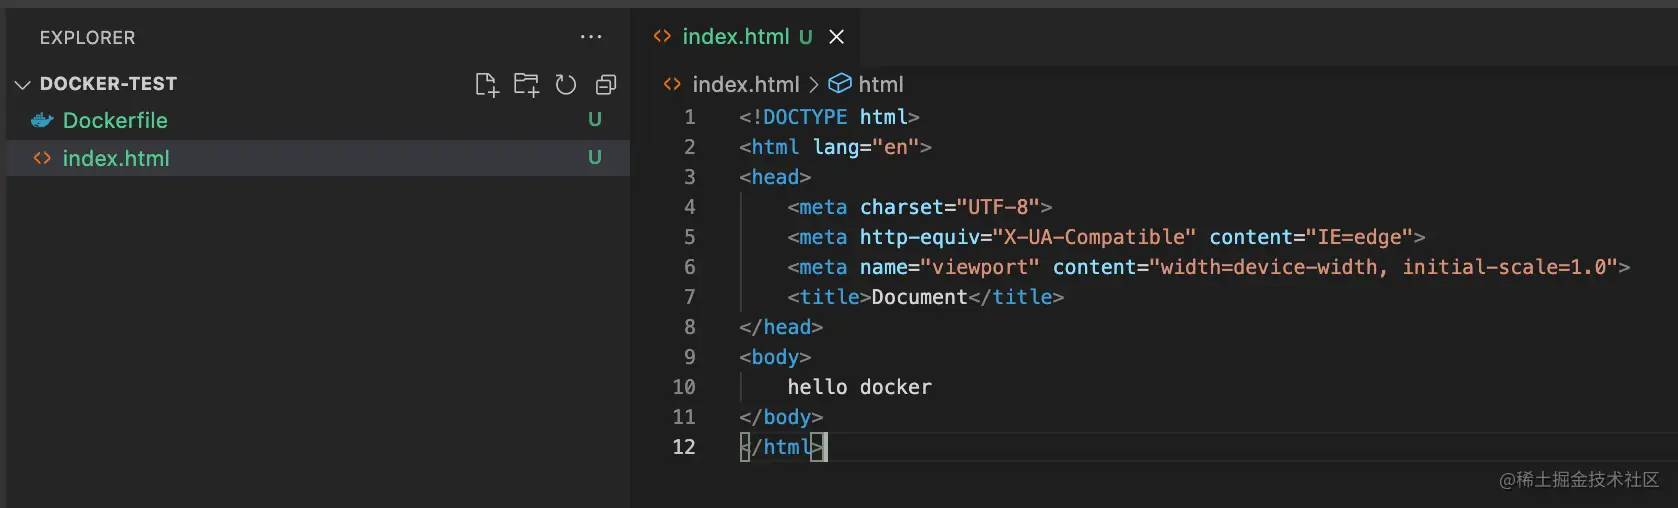 EXPLORER ...
DOCKER-TEST
Dockerfile U
index.html U
index.html U
index.html > html
1 <!DOCTYPE html>
2 <html lang="en">
3 <head>
4     <meta charset="UTF-8">
5     <meta http-equiv="X-UA-Compatible" content="IE=edge">
6     <meta name="viewport" content="width=device-width, initial-scale=1.0">
7     <title>Document</title>
8 </head>
9 <body>
10     hello docker
11 </body>
12 </html>
@稀土掘金技术社区